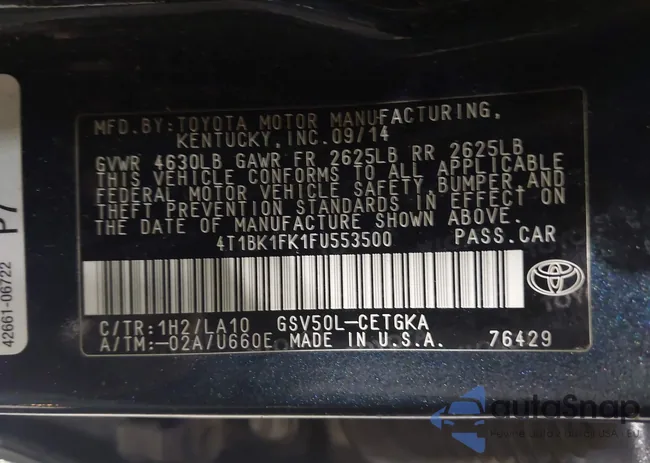 MFD.BY:TOYOTA MOTOR MANUFACTURING,
KENTUCKY,INC.09/14
GVWR 4630LB GAWR FR 2625LB RR 2625LB
THIS VEHICLE CONFORMS TO ALL APPLICABLE
FEDERAL MOTOR VEHICLE SAFETY,BUMPER,AND
THEFT PREVENTION STANDARDS IN EFFECT ON
THE DATE OF MANUFACTURE SHOWN ABOVE.
4T1BK1FK1FU553500 PASS.CAR
C/TR:1H2/LA10 GSV50L-CETGKA
A/TM:-02A/U660E MADE IN U.S.A. 76429
42661-06722
P7
autoSnap